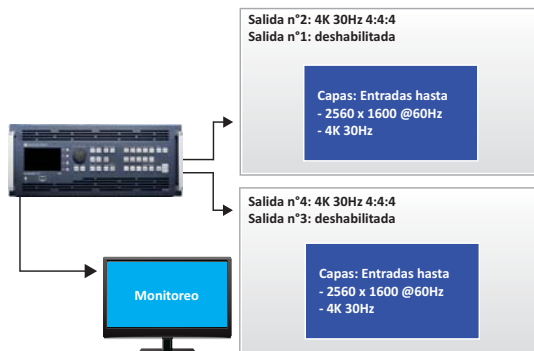 Salida n°2: 4K 30Hz 4:4:4
Salida n°1: deshabilitada
Capas: Entradas hasta
- 2560 x 1600 @60Hz
- 4K 30Hz
Salida n°4: 4K 30Hz 4:4:4
Salida n°3: deshabilitada
Capas: Entradas hasta
- 2560 x 1600 @60Hz
- 4K 30Hz
Monitoreo